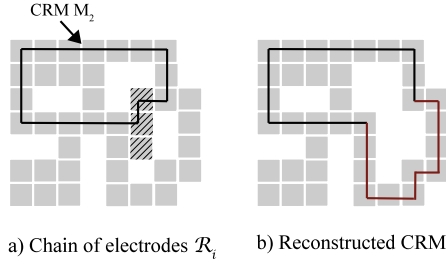 CRM M₂
a) Chain of electrodes ℛᵢ
b) Reconstructed CRM